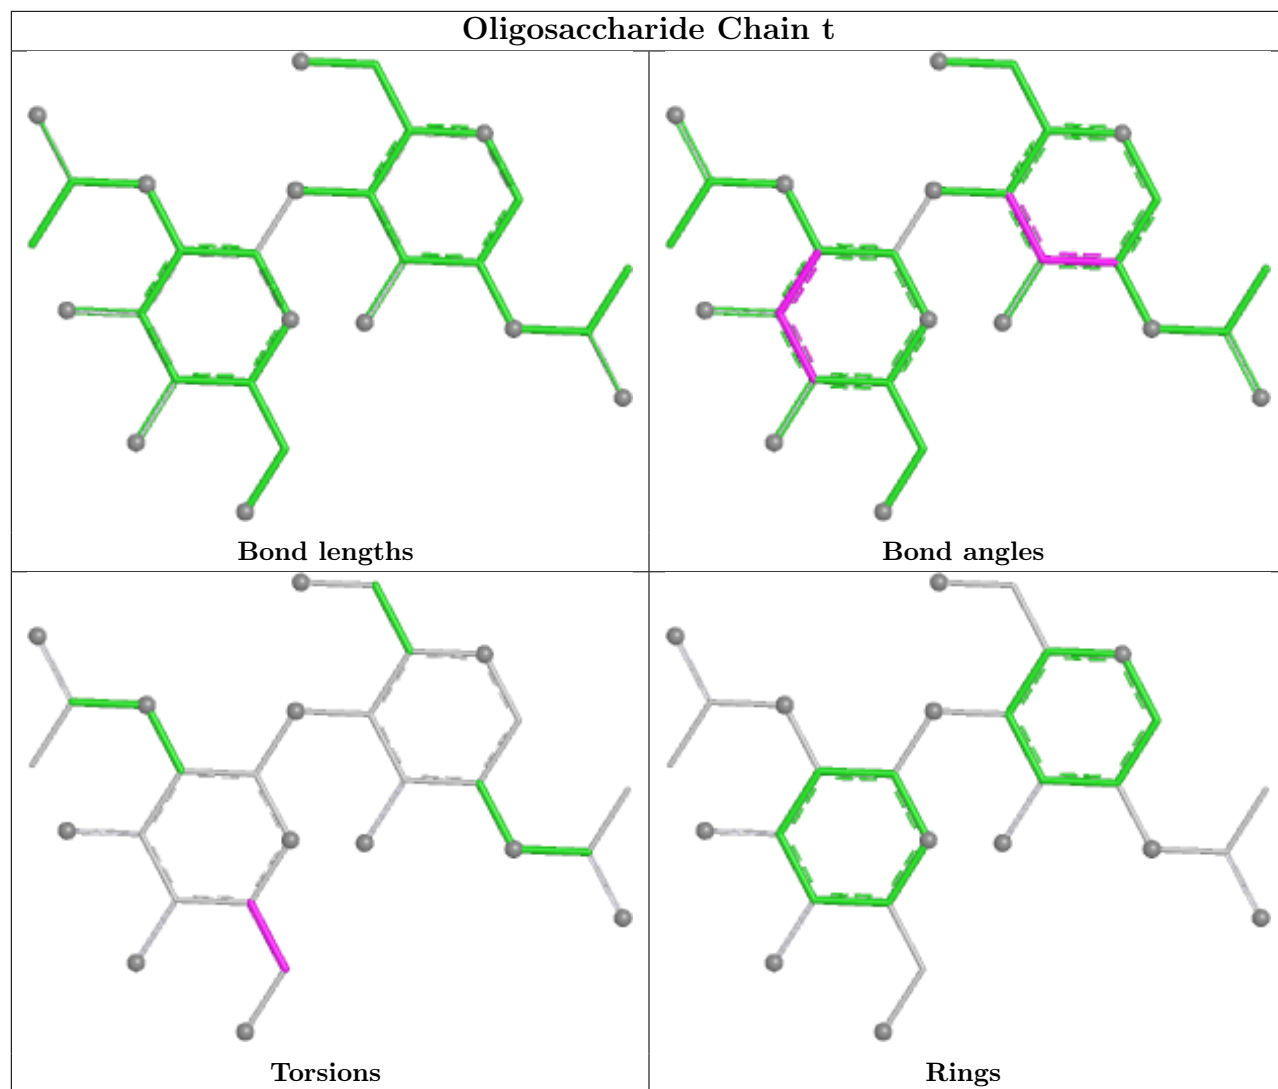 Oligosaccharide Chain t
Bond lengths
Bond angles
Torsions
Rings